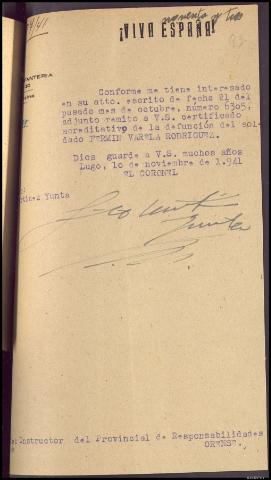 ¡VIVA ESPAÑA!
Conforme me tiene interesado
en su atto. escrito de fecha 21 del
pasado mes de octubre, número 6305,
adjunto remito a V.S. certificado
acreditativo de la defunción del sol-
dado FERMIN VARELA RODRIGUEZ.
Dios guarde a V.S. muchos años
Lugo, 10 de noviembre de 1.941
EL CORONEL
Yunta
Instructor del Provincial de Responsabilidades
ORENSE.